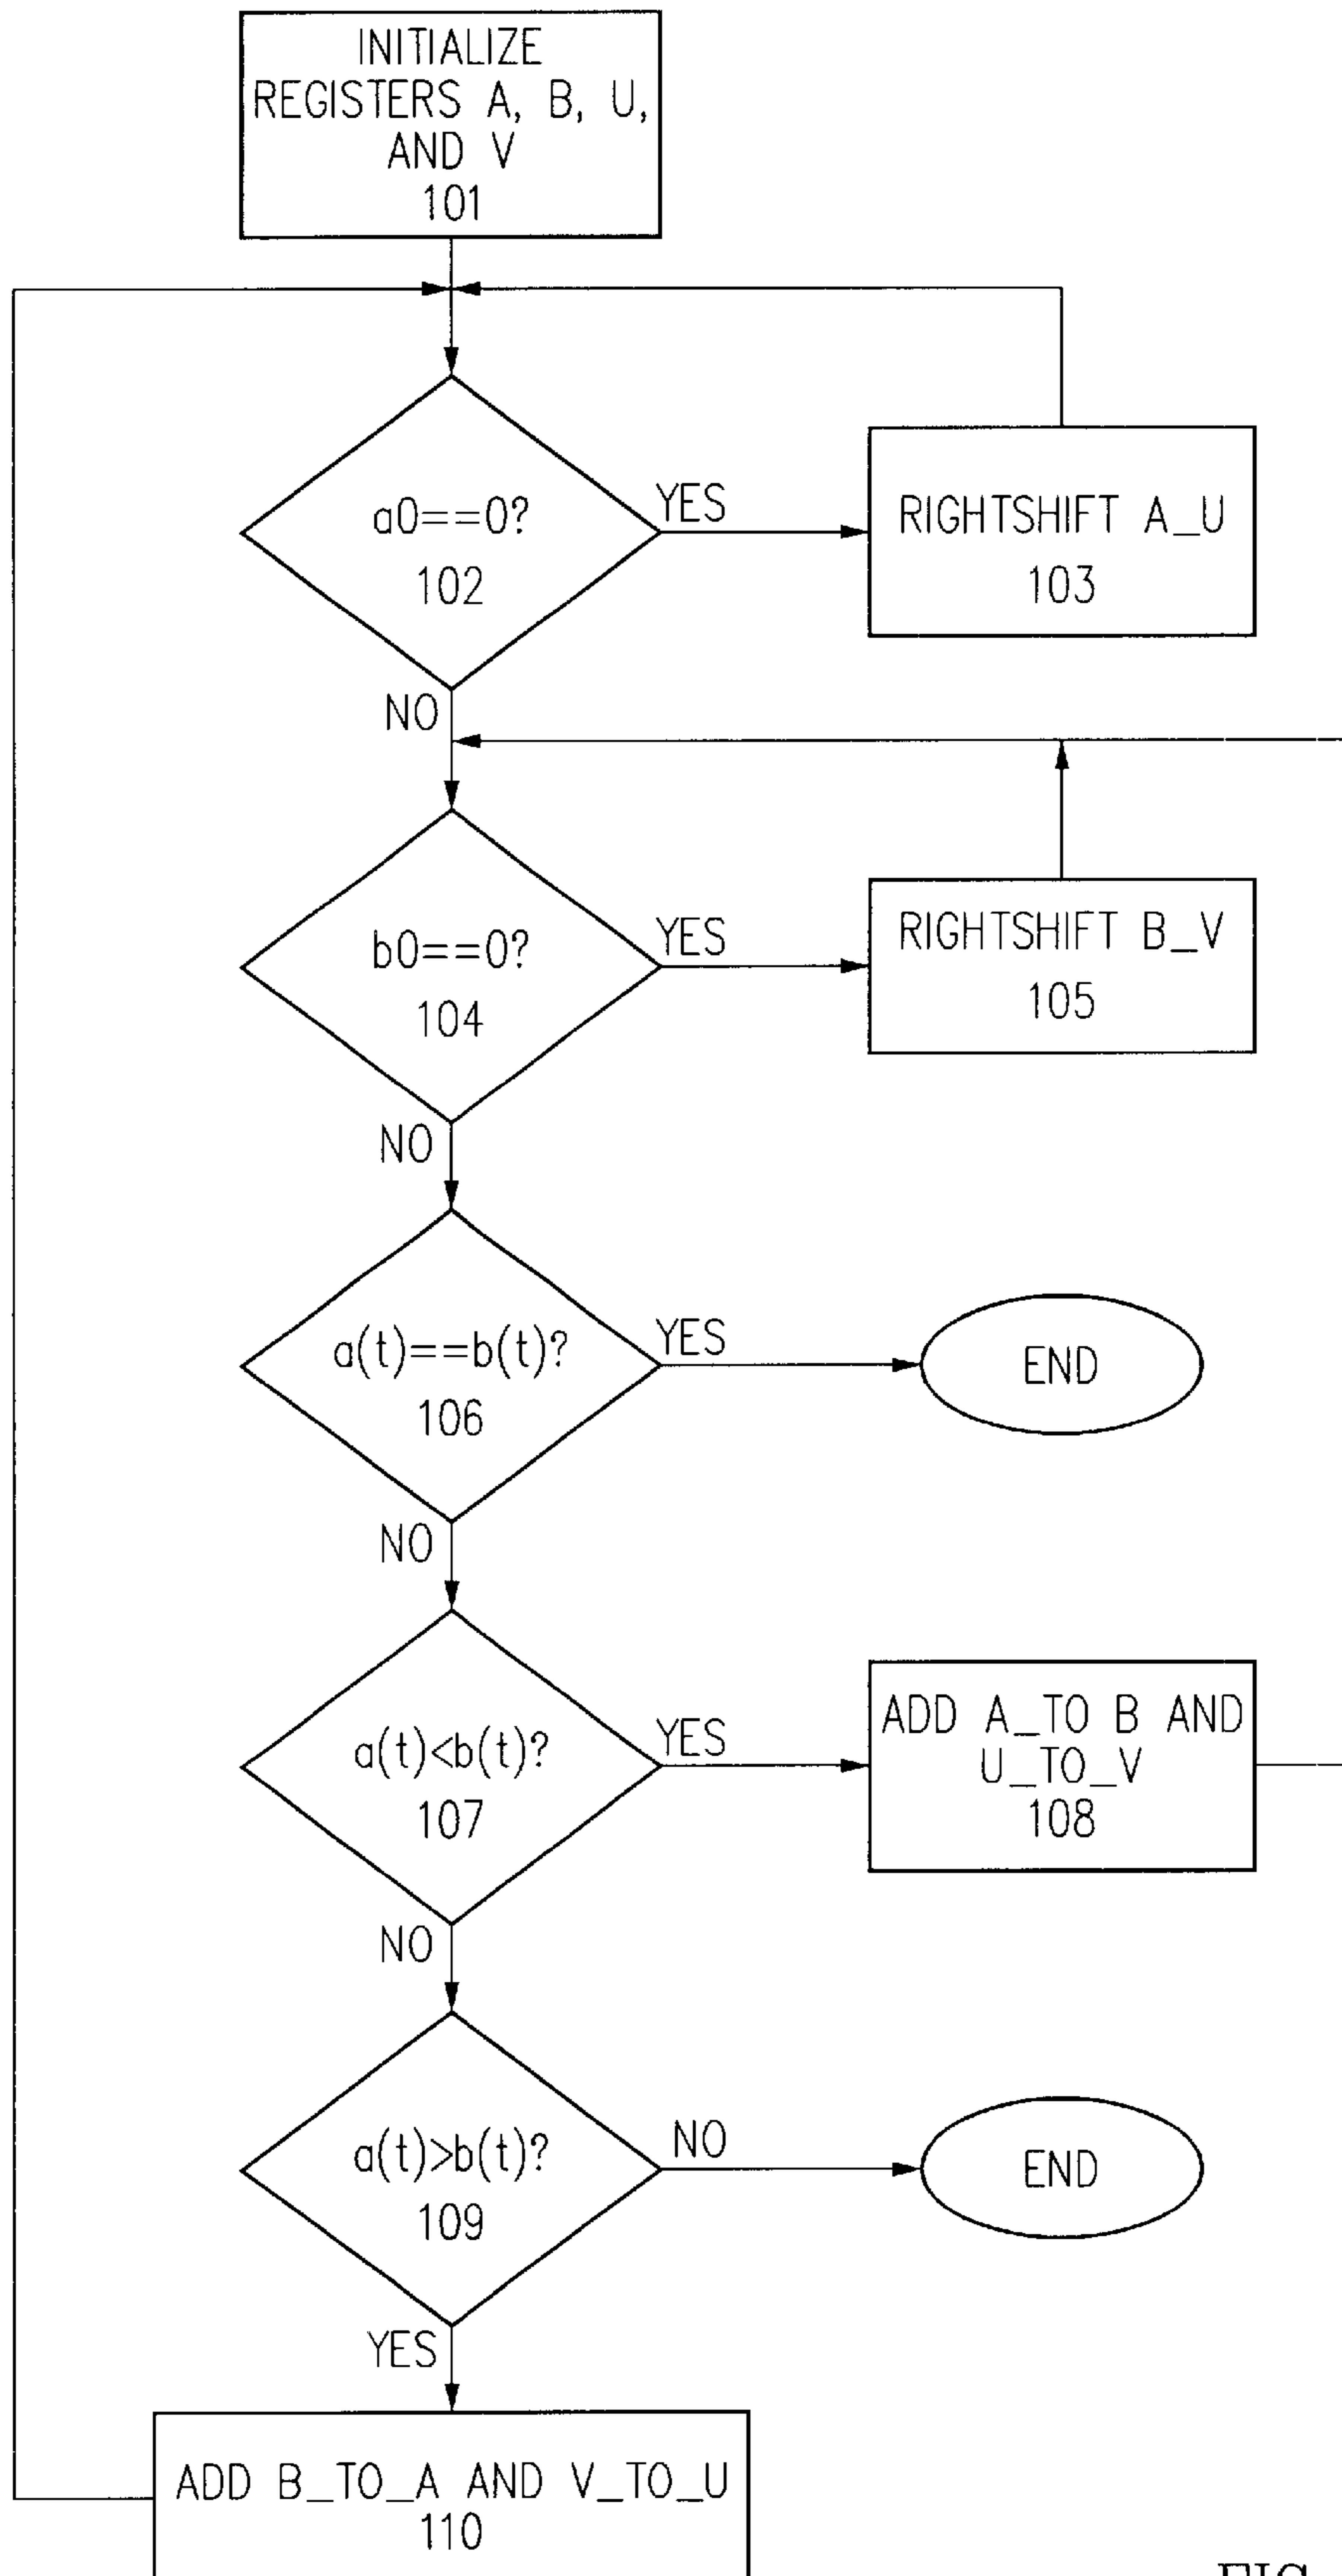 INITIALIZE
REGISTERS A, B, U,
AND V
101
a0==0?
102
YES
RIGHTSHIFT A_U
103
NO
b0==0?
104
YES
RIGHTSHIFT B_V
105
NO
a(t)==b(t)?
106
YES
END
NO
a(t)<b(t)?
107
YES
ADD A_TO B AND
U_TO_V
108
NO
a(t)>b(t)?
109
NO
END
YES
ADD B_TO_A AND V_TO_U
110